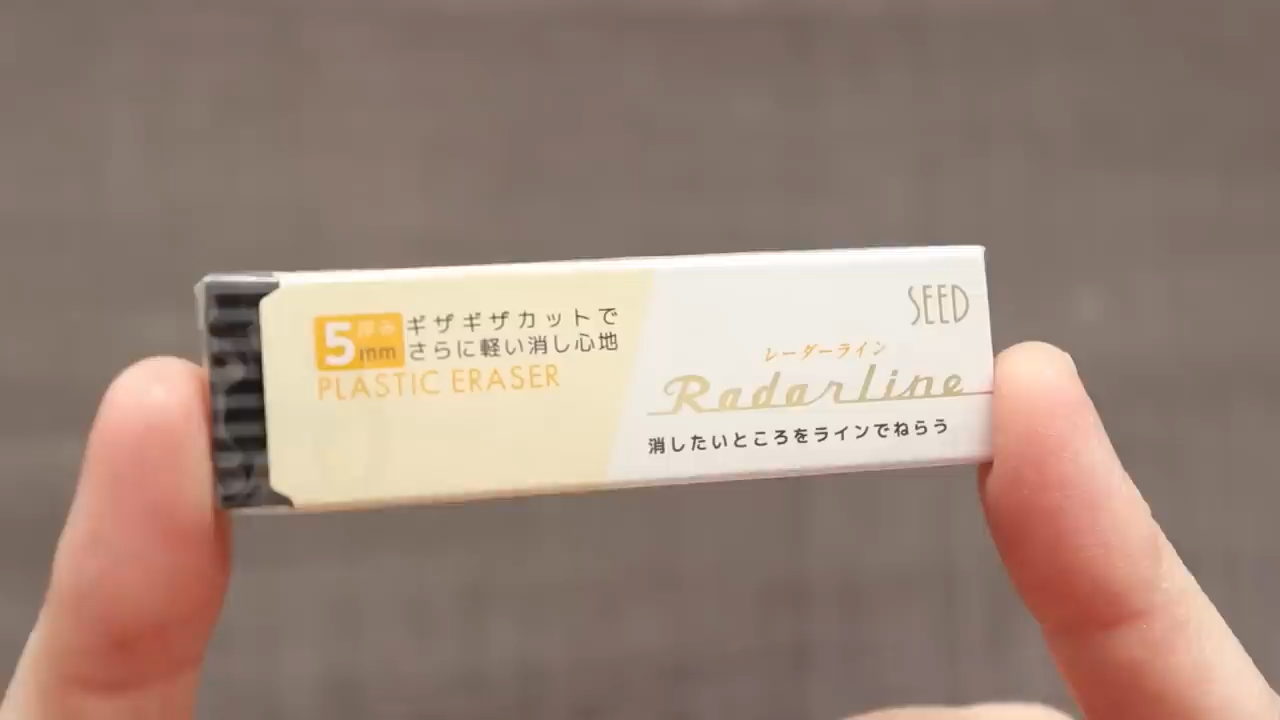 厚み
5mm
ギザギザカットで
さらに軽い消し心地
PLASTIC ERASER
SEED
レーダーライン
Radarline
消したいところをラインでねらう